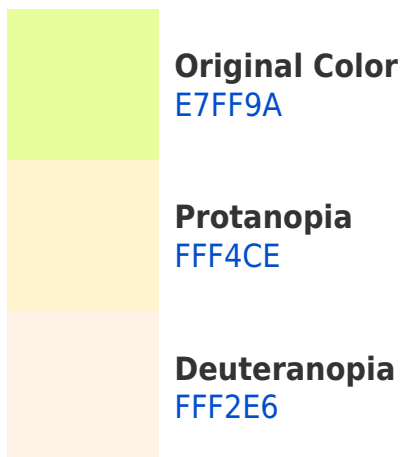 Original Color
E7FF9A
Protanopia
FFF4CE
Deuteranopia
FFF2E6